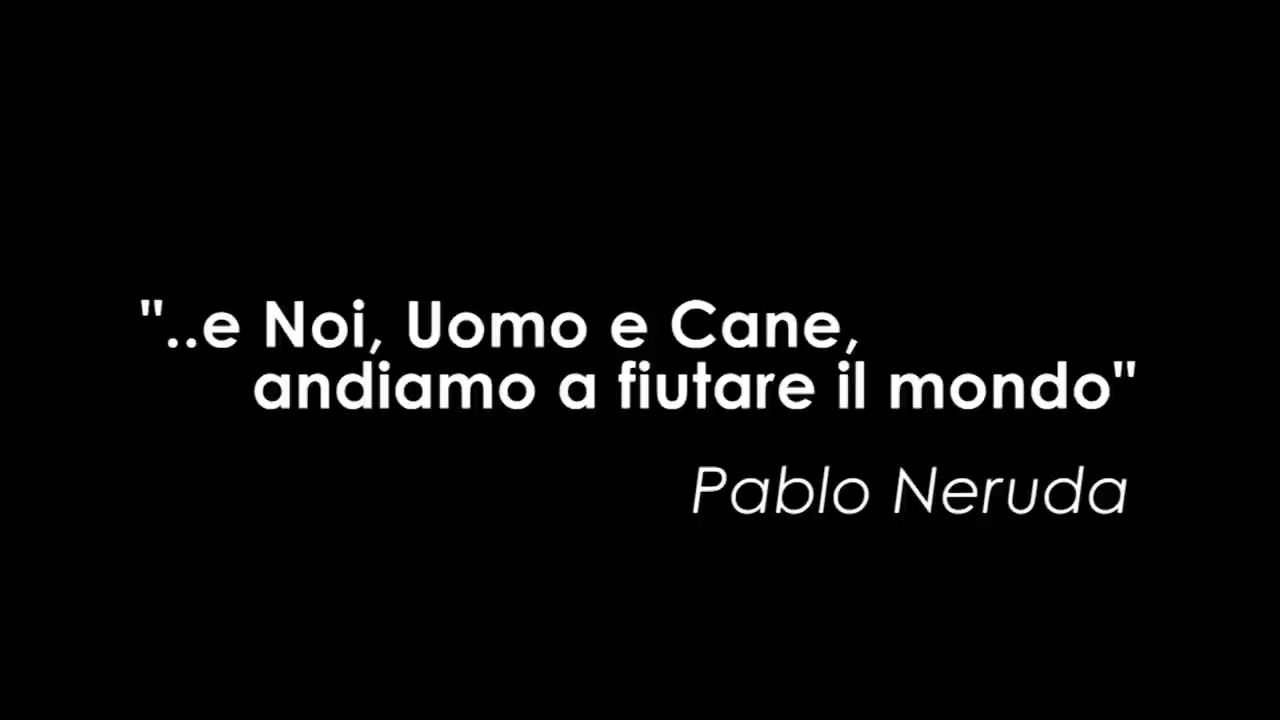 "..e Noi, Uomo e Cane,
andiamo a fiutare il mondo"
Pablo Neruda